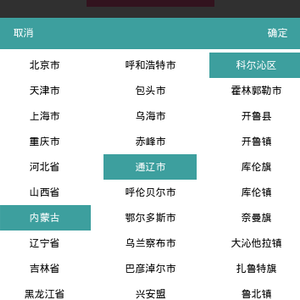 取消 确定
北京市 呼和浩特市 科尔沁区
天津市 包头市 霍林郭勒市
上海市 乌海市 开鲁县
重庆市 赤峰市 开鲁镇
河北省 通辽市 库伦旗
山西省 呼伦贝尔市 库伦镇
内蒙古 鄂尔多斯市 奈曼旗
辽宁省 乌兰察布市 大沁他拉镇
吉林省 巴彦淖尔市 扎鲁特旗
黑龙江省 兴安盟 鲁北镇